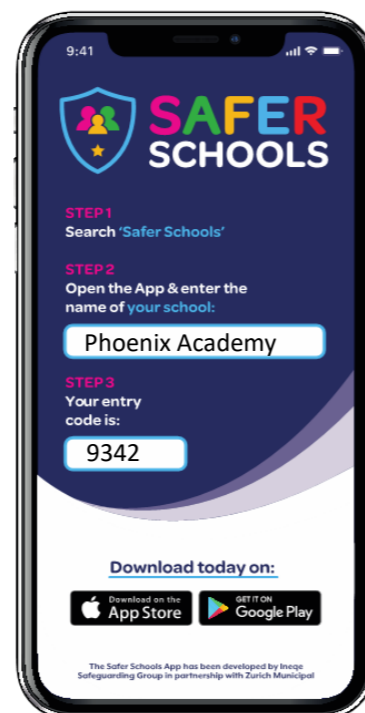 9:41
SAFER
SCHOOLS
STEP 1
Search ‘Safer Schools’
STEP 2
Open the App & enter the
name of your school:
Phoenix Academy
STEP 3
Your entry
code is:
9342
Download today on:
Download on the
App Store
GET IT ON
Google Play
The Safer Schools App has been developed by Ineqe
Safeguarding Group in partnership with Zurich Municipal